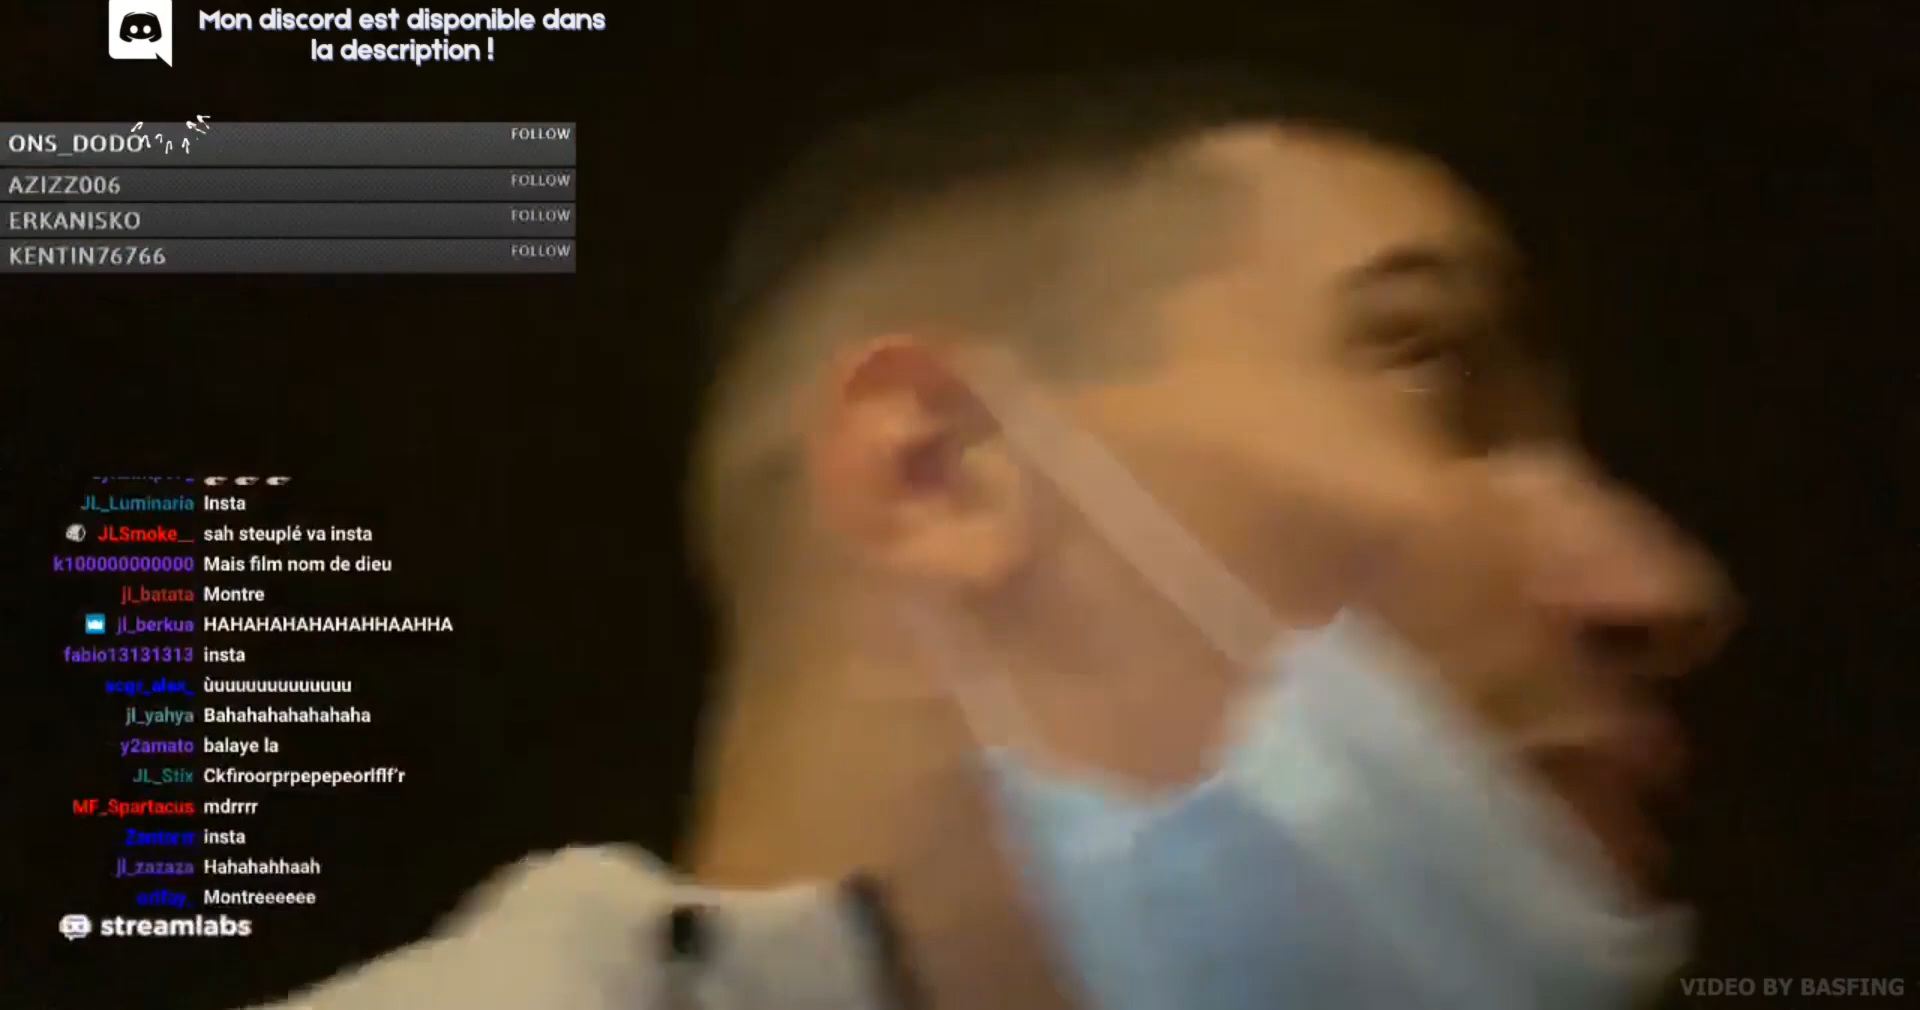 Mon discord est disponible dans
la description !
ONS_DODO FOLLOW
AZIZZ006 FOLLOW
ERKANISKO FOLLOW
KENTIN76766 FOLLOW
JL_Luminaria Insta
JLSmoke__ sah steuplé va insta
k100000000000 Mais film nom de dieu
jl_batata Montre
jl_berkua HAHAHAHAHAHAHHAAHHA
fabio13131313 insta
ùuuuuuuuuuuuuu
jl_yahya Bahahahahahahaha
y2amato balaye la
JL_Stix Ckfiroorprpepepeorlflf'r
MF_Spartacus mdrrrr
insta
jl_zazaza Hahahahhaah
Montreeeeee
streamlabs
VIDEO BY BASFING